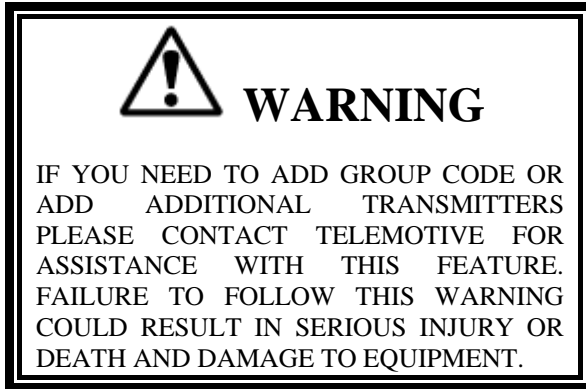 WARNING
IF YOU NEED TO ADD GROUP CODE OR
ADD ADDITIONAL TRANSMITTERS
PLEASE CONTACT TELEMOTIVE FOR
ASSISTANCE WITH THIS FEATURE.
FAILURE TO FOLLOW THIS WARNING
COULD RESULT IN SERIOUS INJURY OR
DEATH AND DAMAGE TO EQUIPMENT.